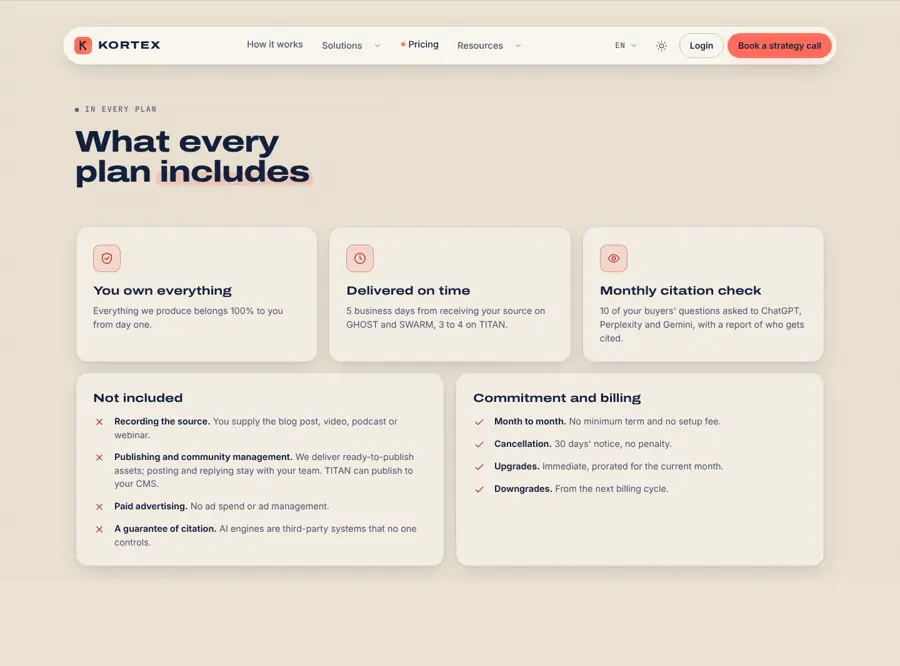 K KORTEX
How it works
Solutions
Pricing
Resources
EN
Login
Book a strategy call
IN EVERY PLAN
What every
plan includes
You own everything
Everything we produce belongs 100% to you
from day one.
Delivered on time
5 business days from receiving your source on
GHOST and SWARM, 3 to 4 on TITAN.
Monthly citation check
10 of your buyers' questions asked to ChatGPT,
Perplexity and Gemini, with a report of who gets
cited.
Not included
Recording the source. You supply the blog post, video, podcast or
webinar.
Publishing and community management. We deliver ready-to-publish
assets; posting and replying stay with your team. TITAN can publish to
your CMS.
Paid advertising. No ad spend or ad management.
A guarantee of citation. AI engines are third-party systems that no one
controls.
Commitment and billing
Month to month. No minimum term and no setup fee.
Cancellation. 30 days' notice, no penalty.
Upgrades. Immediate, prorated for the current month.
Downgrades. From the next billing cycle.